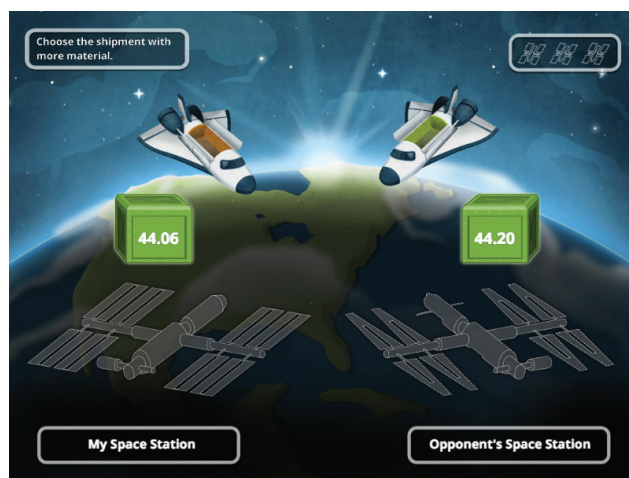 Choose the shipment with
more material.
44.06
44.20
My Space Station
Opponent's Space Station